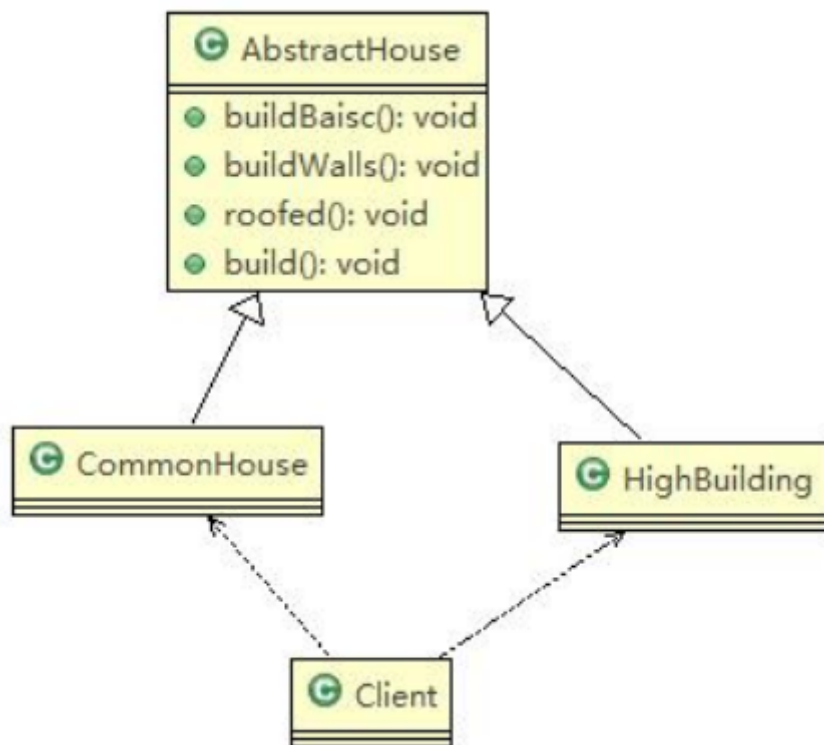 AbstractHouse
buildBaisc(): void
buildWalls(): void
roofed(): void
build(): void
CommonHouse
HighBuilding
Client